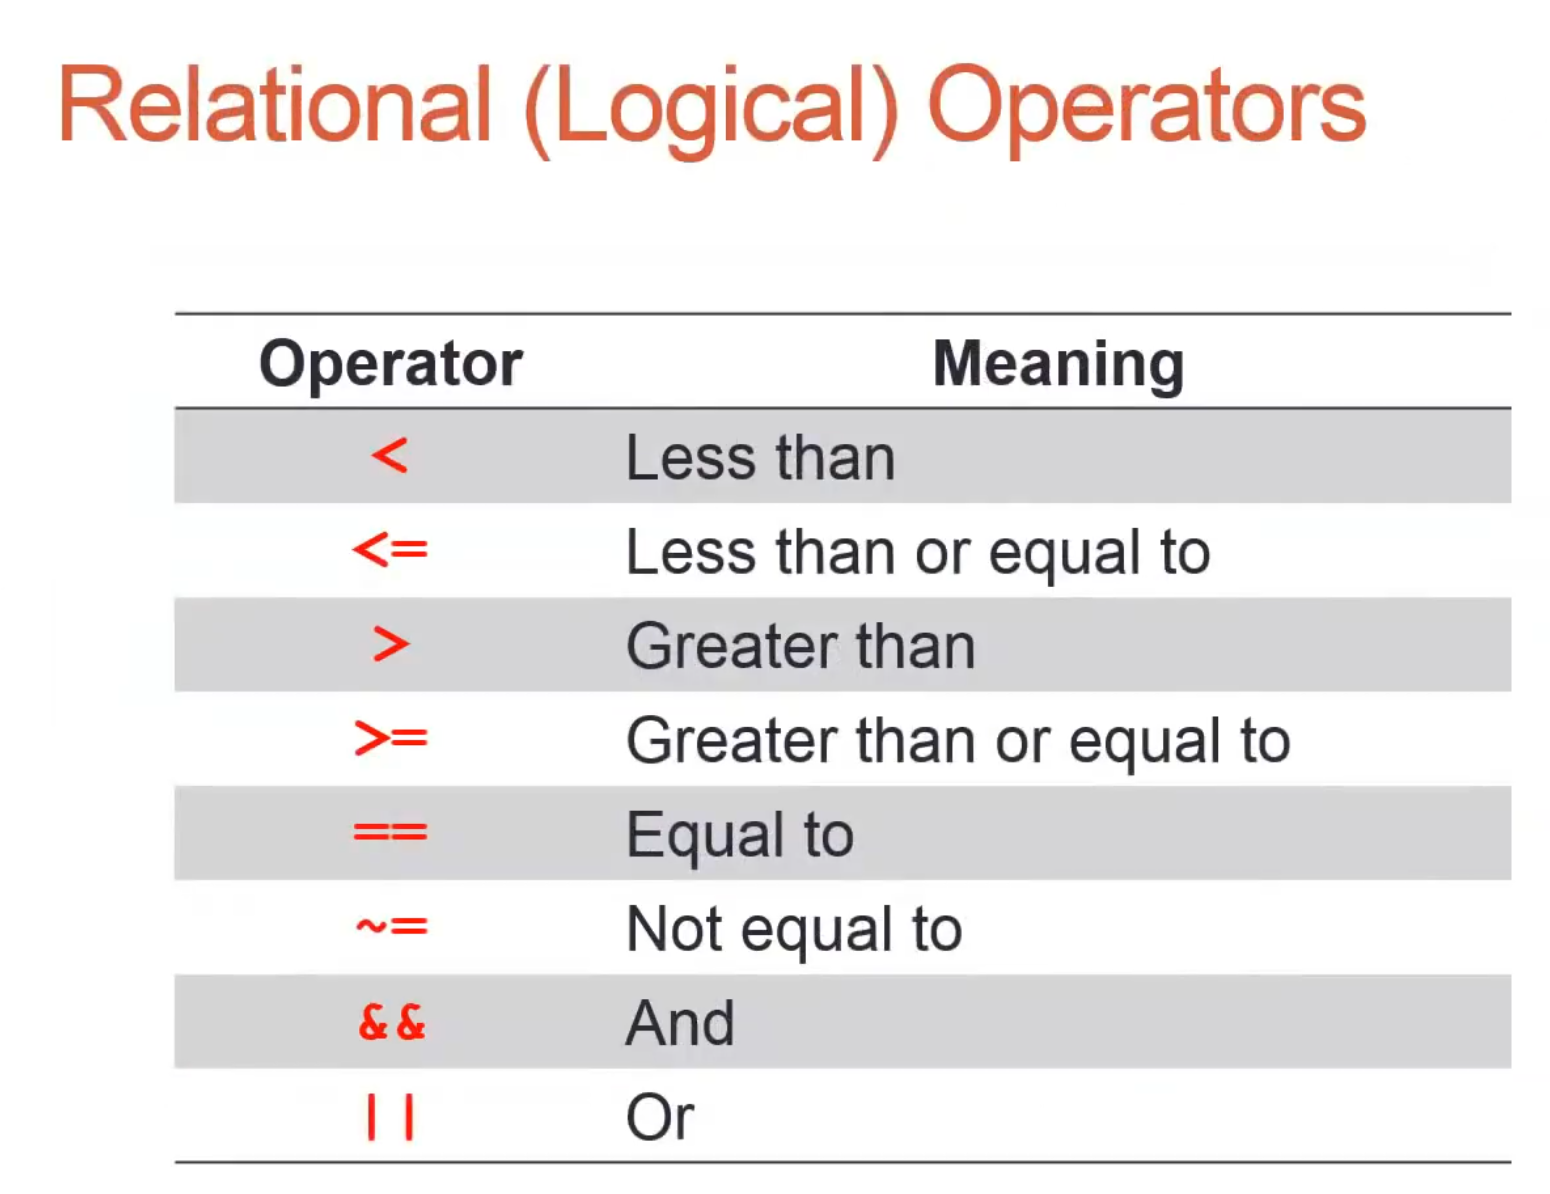 Relational (Logical) Operators
Operator Meaning
< Less than
<= Less than or equal to
> Greater than
>= Greater than or equal to
== Equal to
~= Not equal to
&& And
|| Or